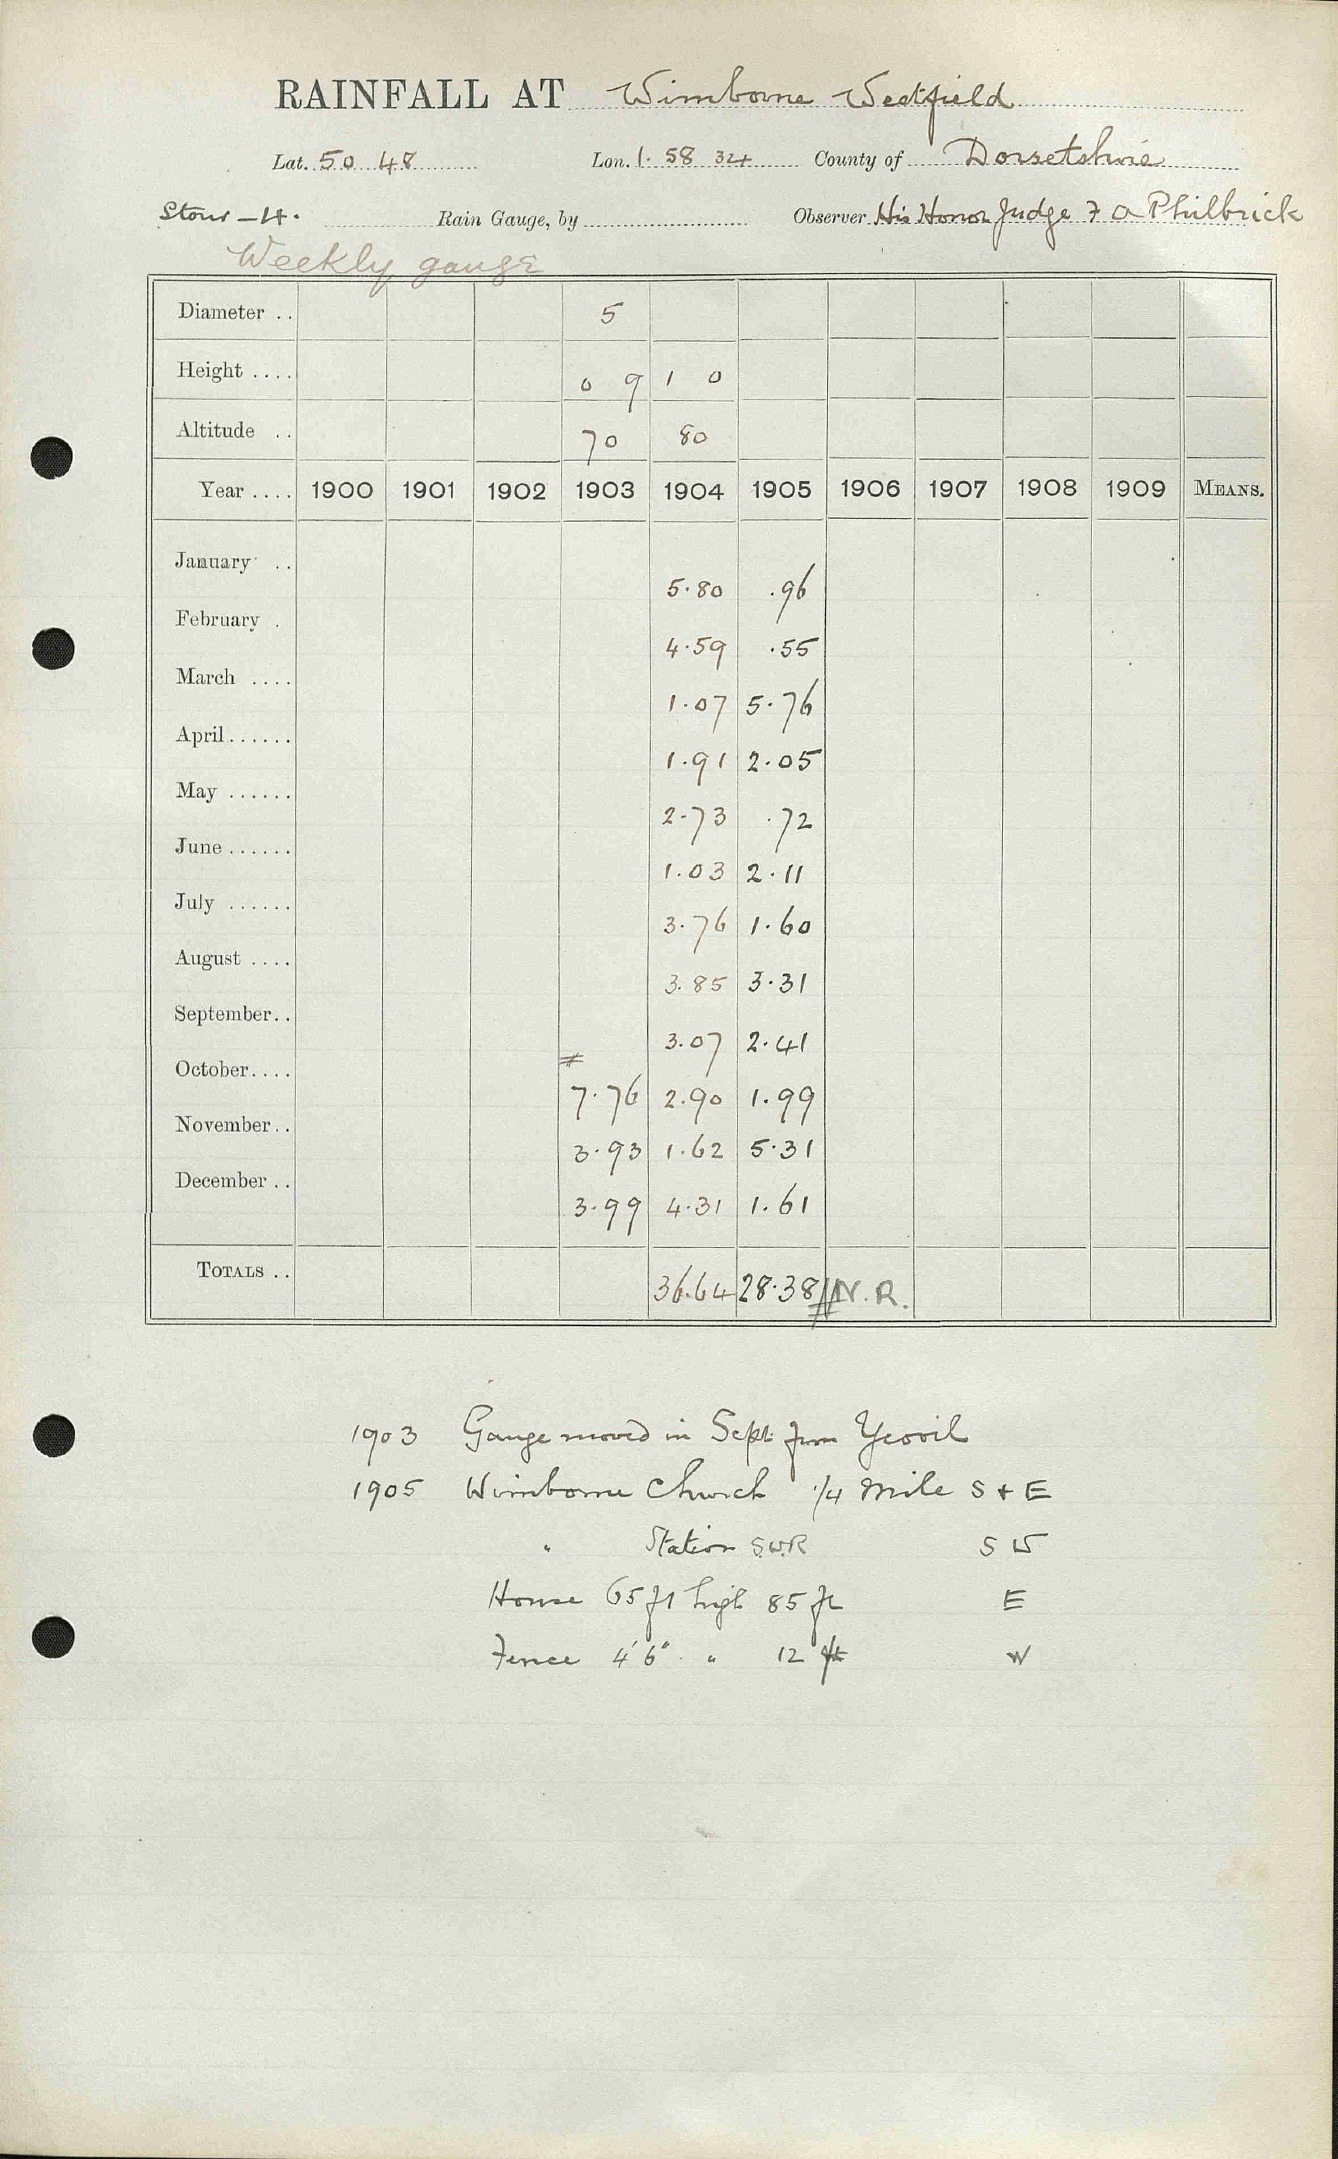 RAINFALL AT Wimborne Westfield
Lat. 50 48 Lon. 1. 58 34 County of Dorsetshire
Stour - H. Rain Gauge, by Observer His Honor Judge F A Philbrick
Weekly gauge
Diameter .. 5
Height .... 0 9 1 0
Altitude .. 70 80
Year .... 1900 1901 1902 1903 1904 1905 1906 1907 1908 1909 MEANS.
January .. 5.80 .96
February . 4.59 .55
March .... 1.07 5.76
April...... 1.91 2.05
May ...... 2.73 .72
June ...... 1.03 2.11
July ...... 3.76 1.60
August .... 3.85 3.31
September.. 3.07 2.41
October.... 7.76 2.90 1.99
November.. 3.93 1.62 5.31
December .. 3.99 4.31 1.61
TOTALS .. 36.64 28.38 N.R.
1903 Gauge moved in Sept from Yeovil
1905 Wimborne Church 1/4 mile S + E
" Station S.W.R S W
House 65 ft high 85 ft E
Fence 4' 6" " 12 ft W